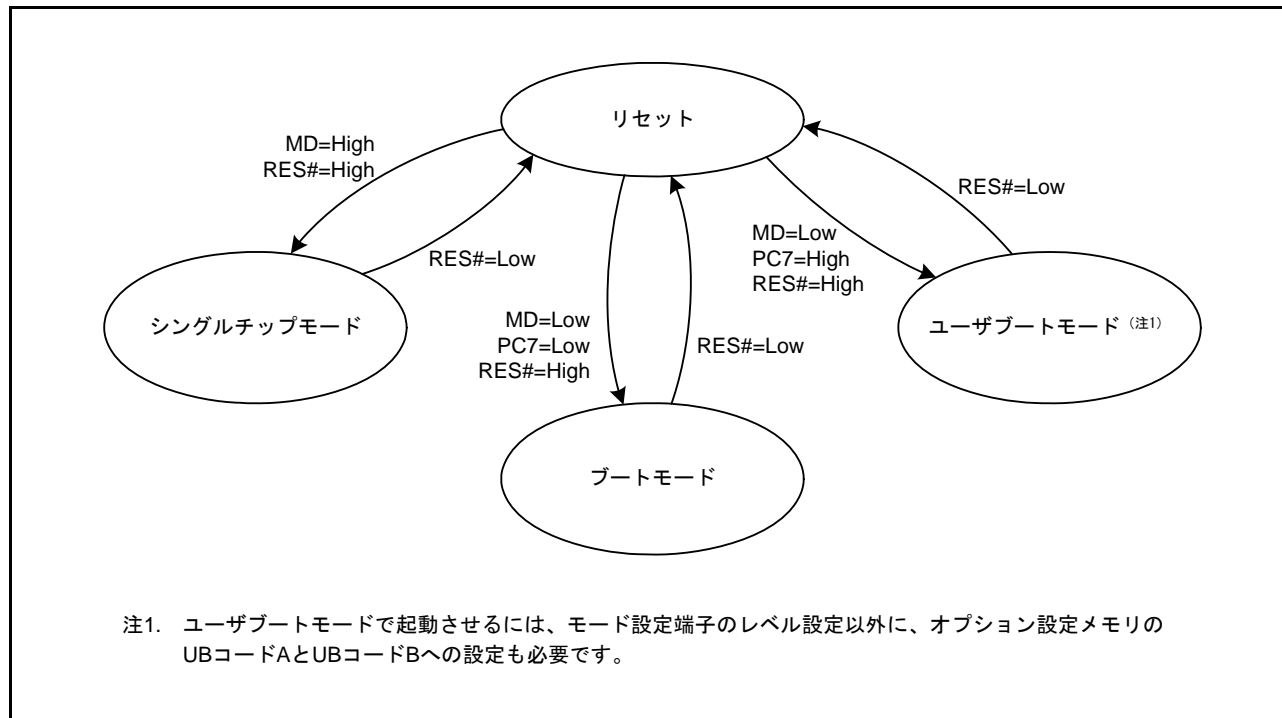 リセット
MD=High
RES#=High
RES#=Low
RES#=Low
MD=Low
PC7=High
RES#=High
シングルチップモード
MD=Low
PC7=Low
RES#=High
RES#=Low
ユーザブートモード（注1）
ブートモード
注1. ユーザブートモードで起動させるには、モード設定端子のレベル設定以外に、オプション設定メモリの
UBコードAとUBコードBへの設定も必要です。